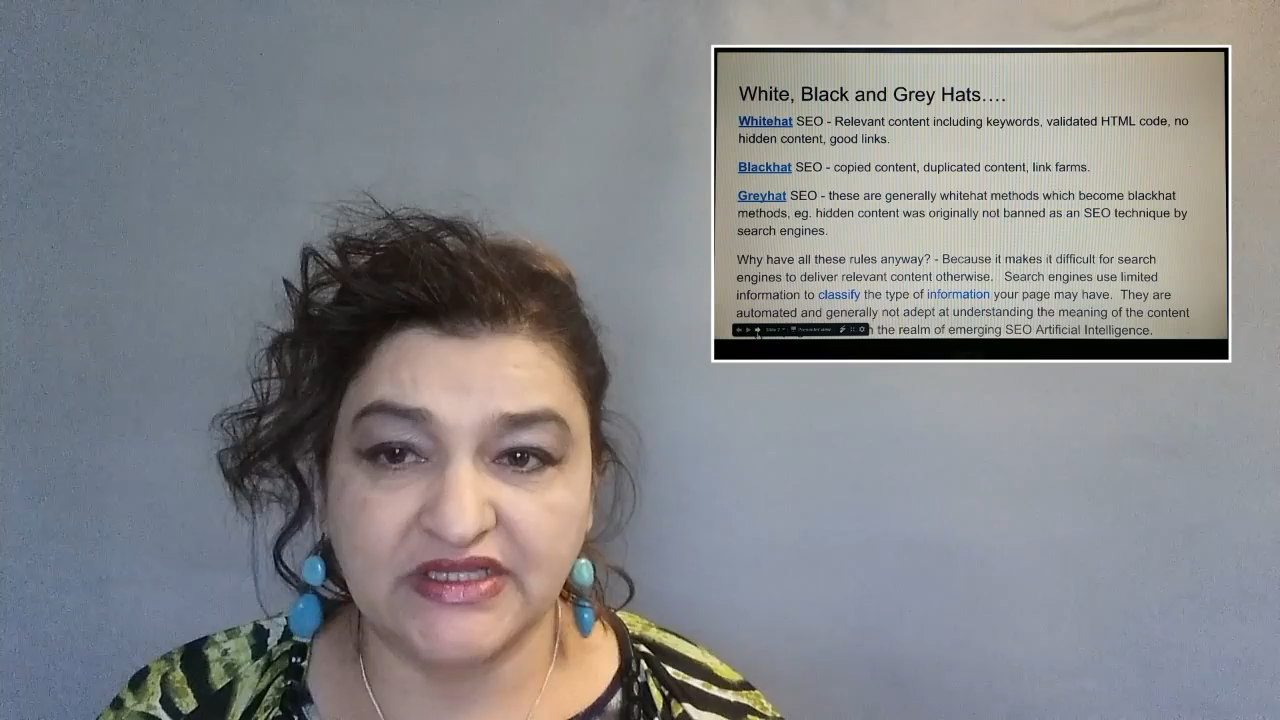 White, Black and Grey Hats....
Whitehat SEO - Relevant content including keywords, validated HTML code, no
hidden content, good links.
Blackhat SEO - copied content, duplicated content, link farms.
Greyhat SEO - these are generally whitehat methods which become blackhat
methods, eg. hidden content was originally not banned as an SEO technique by
search engines.
Why have all these rules anyway? - Because it makes it difficult for search
engines to deliver relevant content otherwise. Search engines use limited
information to classify the type of information your page may have. They are
automated and generally not adept at understanding the meaning of the content
the realm of emerging SEO Artificial Intelligence.